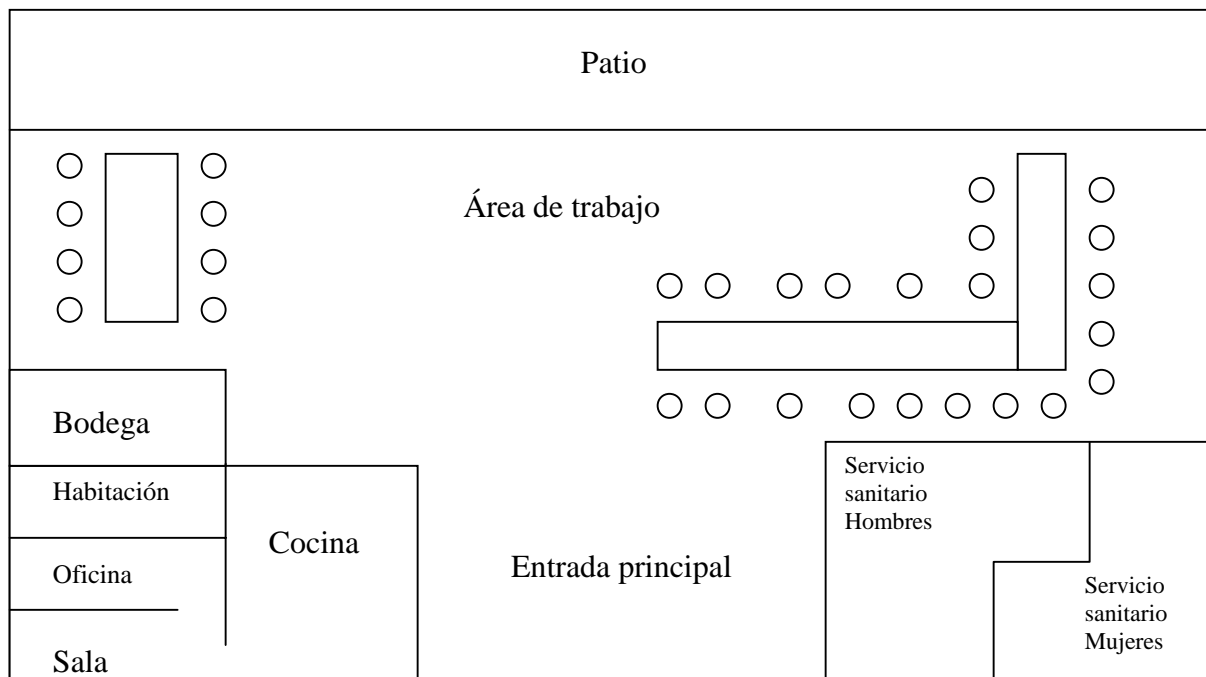 Patio
Área de trabajo
Bodega
Habitación
Cocina
Oficina
Sala
Entrada principal
Servicio
sanitario
Hombres
Servicio
sanitario
Mujeres